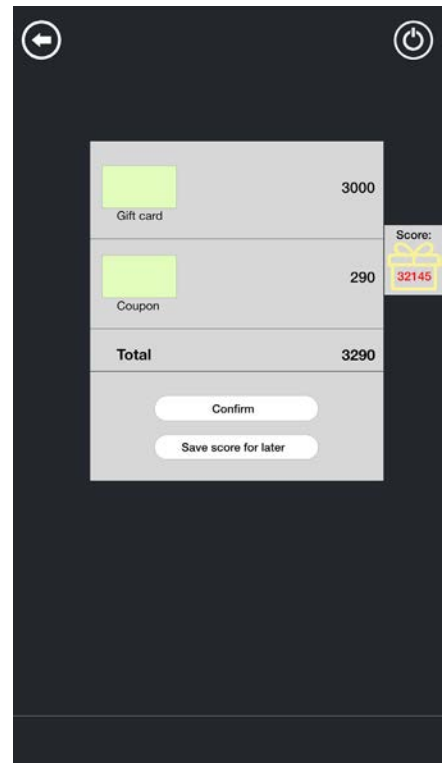 3000
Gift card
Score:
32145
290
Coupon
Total 3290
Confirm
Save score for later